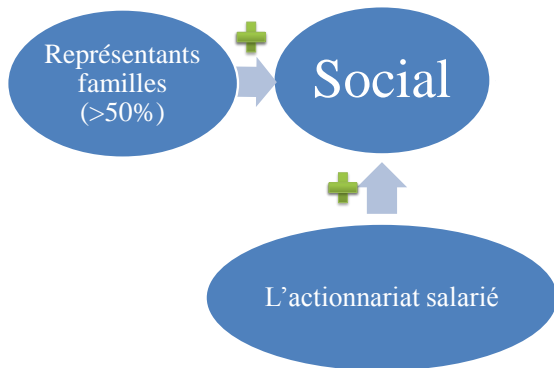 Représentants
familles
(>50%)
Social
L'actionnariat salarié